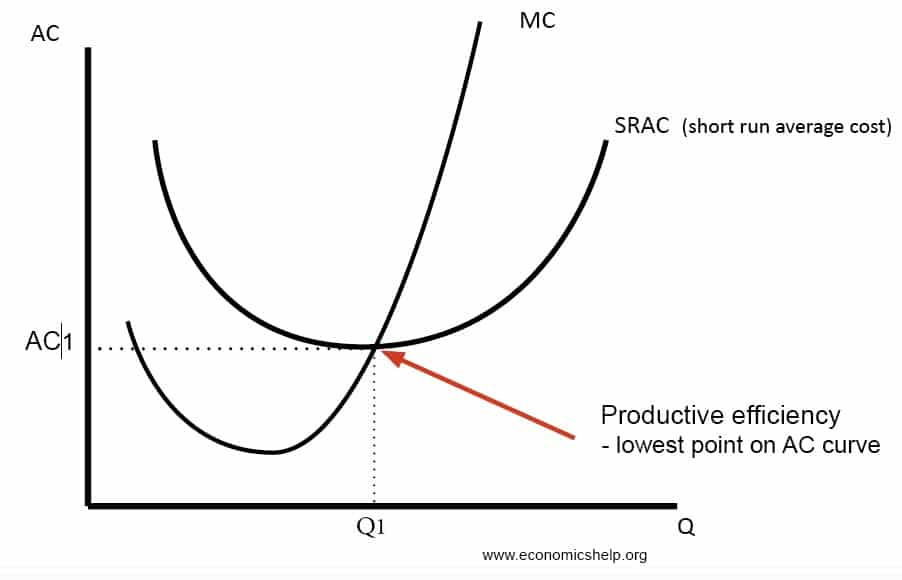 AC
MC
SRAC (short run average cost)
AC1
Productive efficiency
- lowest point on AC curve
Q1
Q
www.economicshelp.org